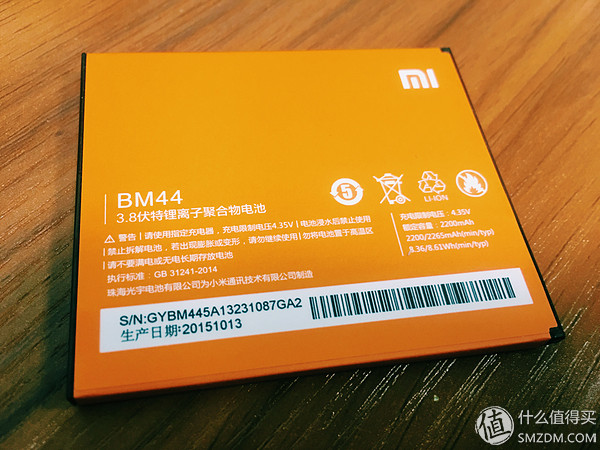 MI
BM44
3.8伏特锂离子聚合物电池
5
LI-ION
警告｜请使用指定充电器，充电限制电压4.35V｜电池浸水后禁止使用
禁止拆解电池，若出现膨胀或变形，请勿继续使用｜勿将电池置于高温区
请不要满电或无电长期存放电池
执行标准：GB 31241-2014
珠海光宇电池有限公司为小米通讯技术有限公司制造
充电限制电压：4.35V
额定容量：2200mAh
2200/2265mAh(min/typ)
8.36/8.61Wh(min/typ)
S/N:GYBM445A13231087GA2
生产日期:20151013
值 什么值得买
SMZDM.COM